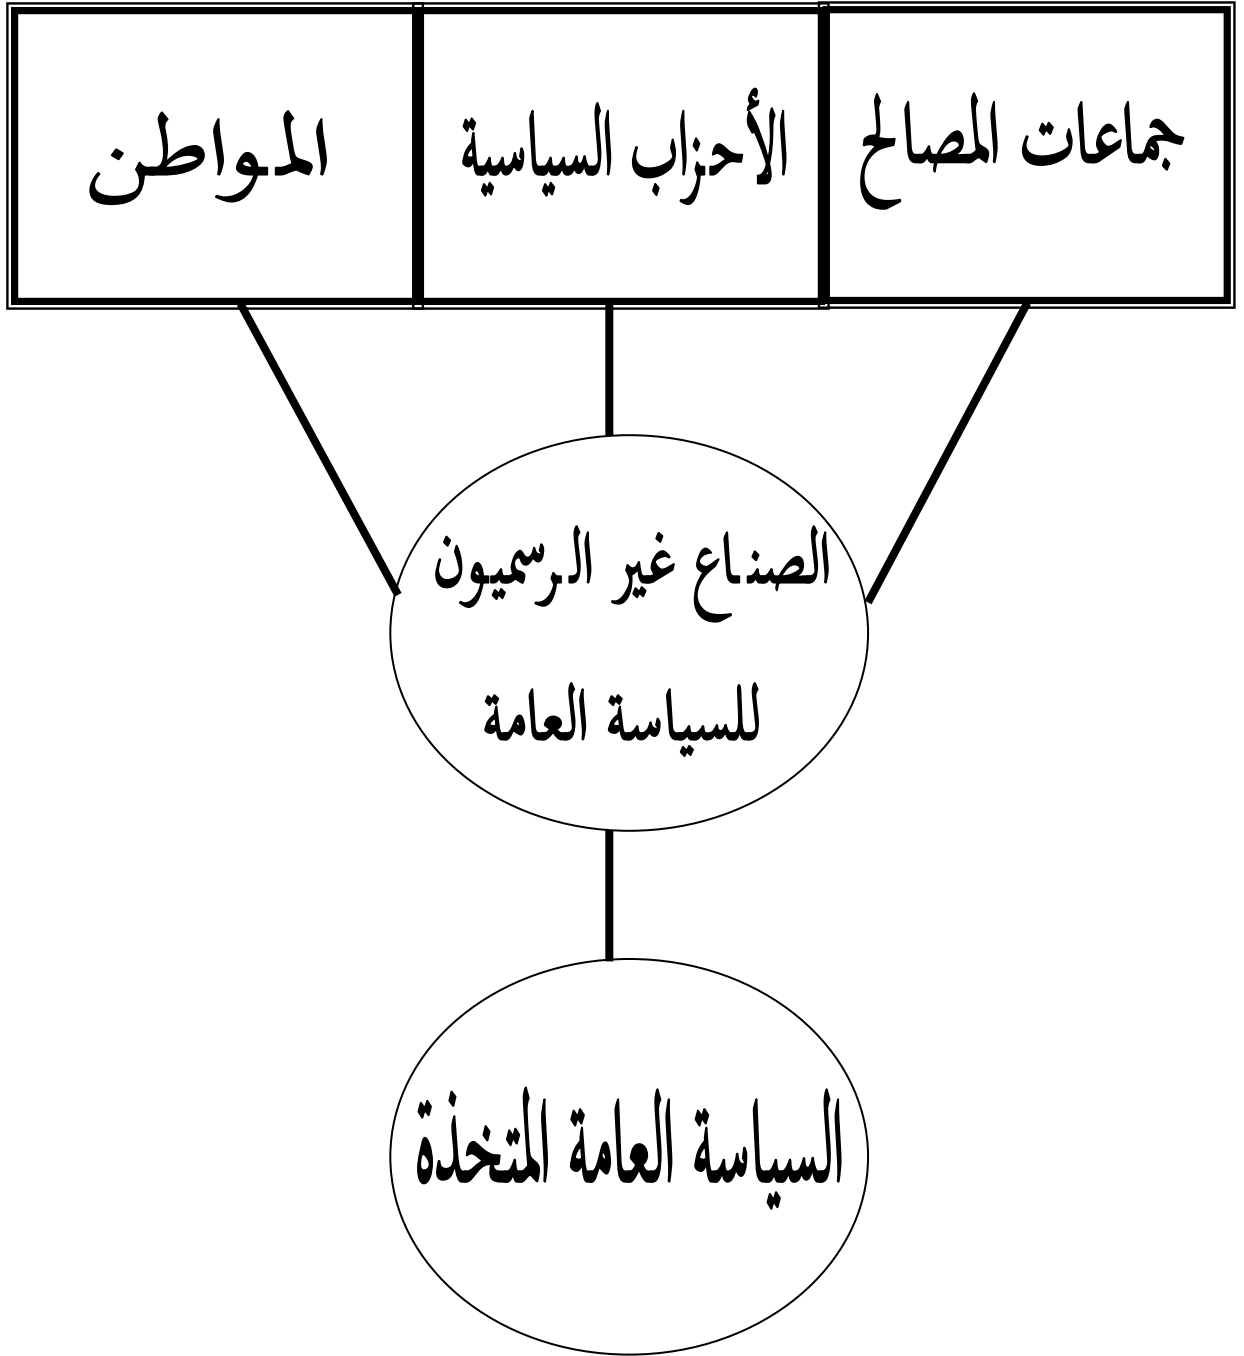 جماعات المصالح
الأحزاب السياسية
المواطن
الصناع غير الرسميون
للسياسة العامة
السياسة العامة المتخذة